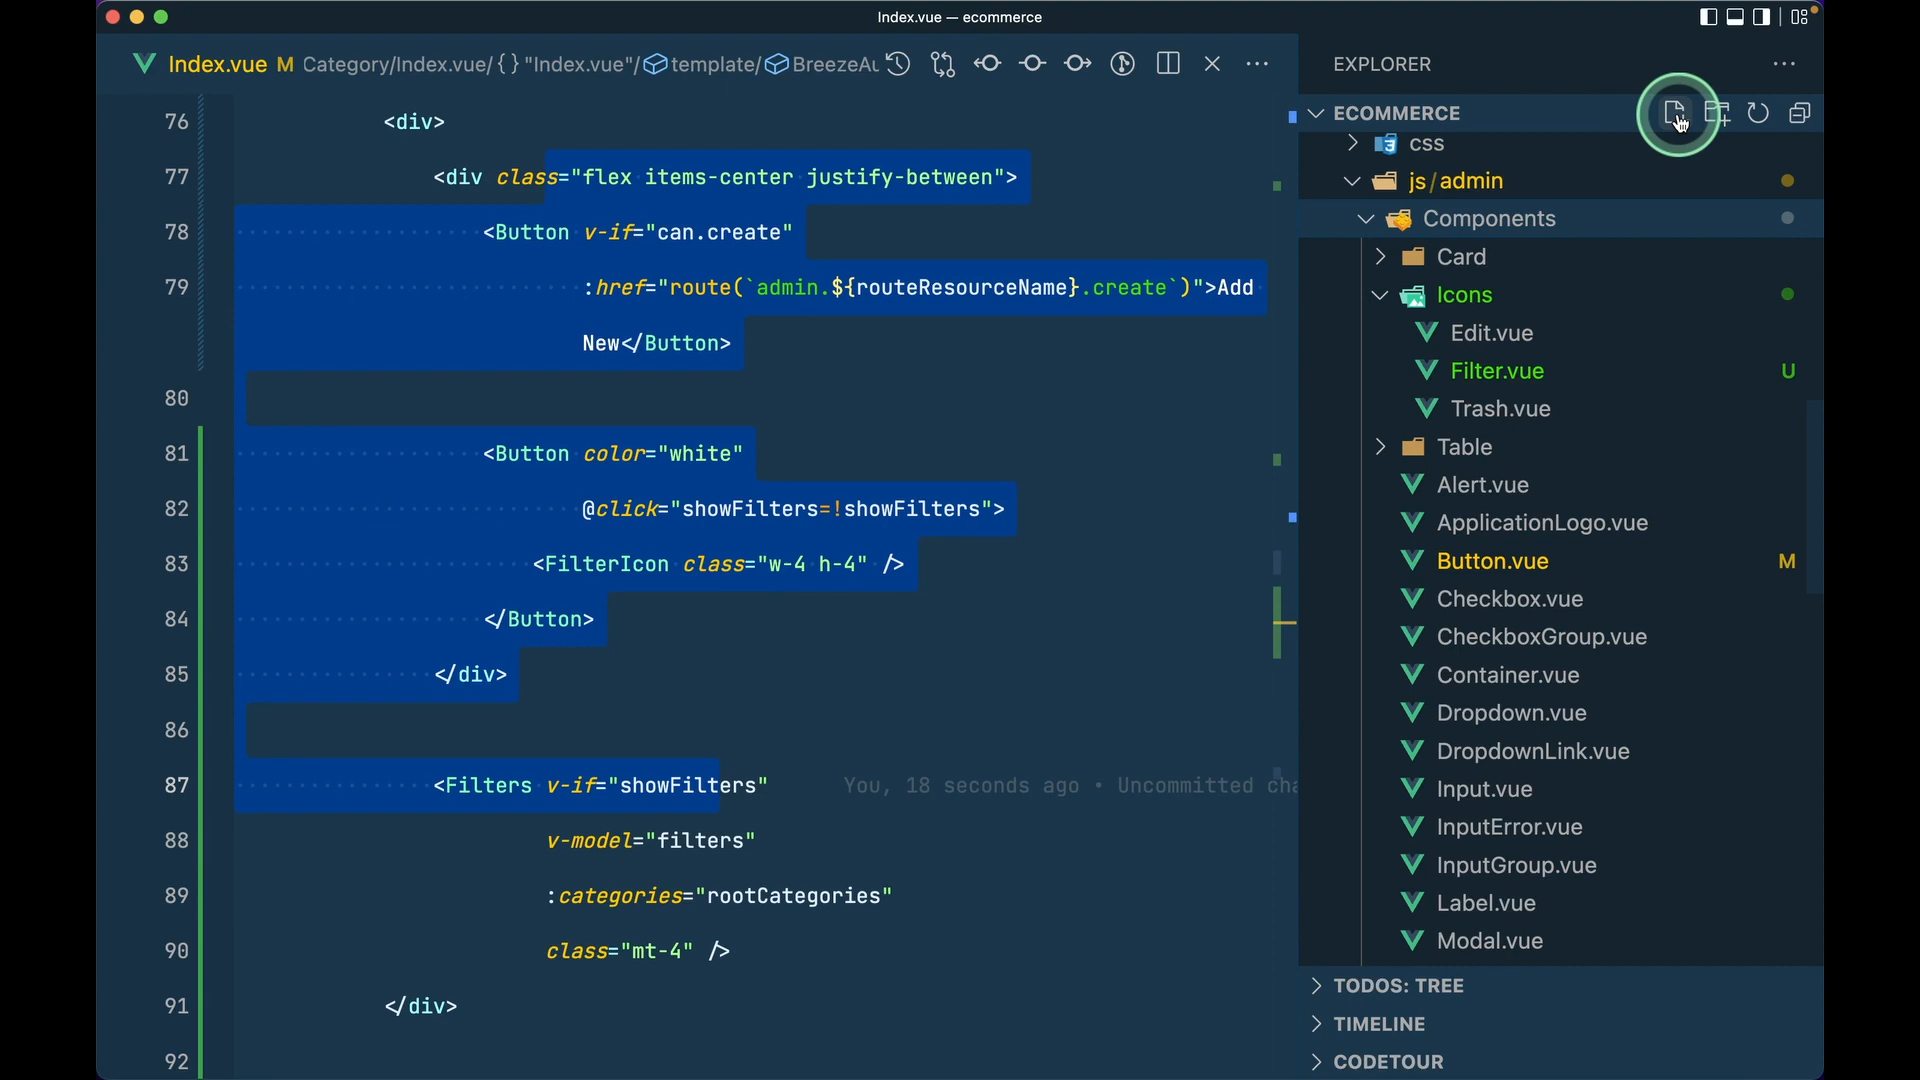 Index.vue — ecommerce
Index.vue M Category/Index.vue/ {} "Index.vue"/ template/ BreezeAu
76 <div>
77 <div class="flex items-center justify-between">
78 <Button v-if="can.create"
79 :href="route(`admin.${routeResourceName}.create`)">Add
New</Button>
80
81 <Button color="white"
82 @click="showFilters=!showFilters">
83 <FilterIcon class="w-4 h-4" />
84 </Button>
85 </div>
86
87 <Filters v-if="showFilters" You, 18 seconds ago • Uncommitted cha
88 v-model="filters"
89 :categories="rootCategories"
90 class="mt-4" />
91 </div>
92
EXPLORER
ECOMMERCE
css
js/admin
Components
Card
Icons
Edit.vue
Filter.vue U
Trash.vue
Table
Alert.vue
ApplicationLogo.vue
Button.vue M
Checkbox.vue
CheckboxGroup.vue
Container.vue
Dropdown.vue
DropdownLink.vue
Input.vue
InputError.vue
InputGroup.vue
Label.vue
Modal.vue
TODOS: TREE
TIMELINE
CODETOUR